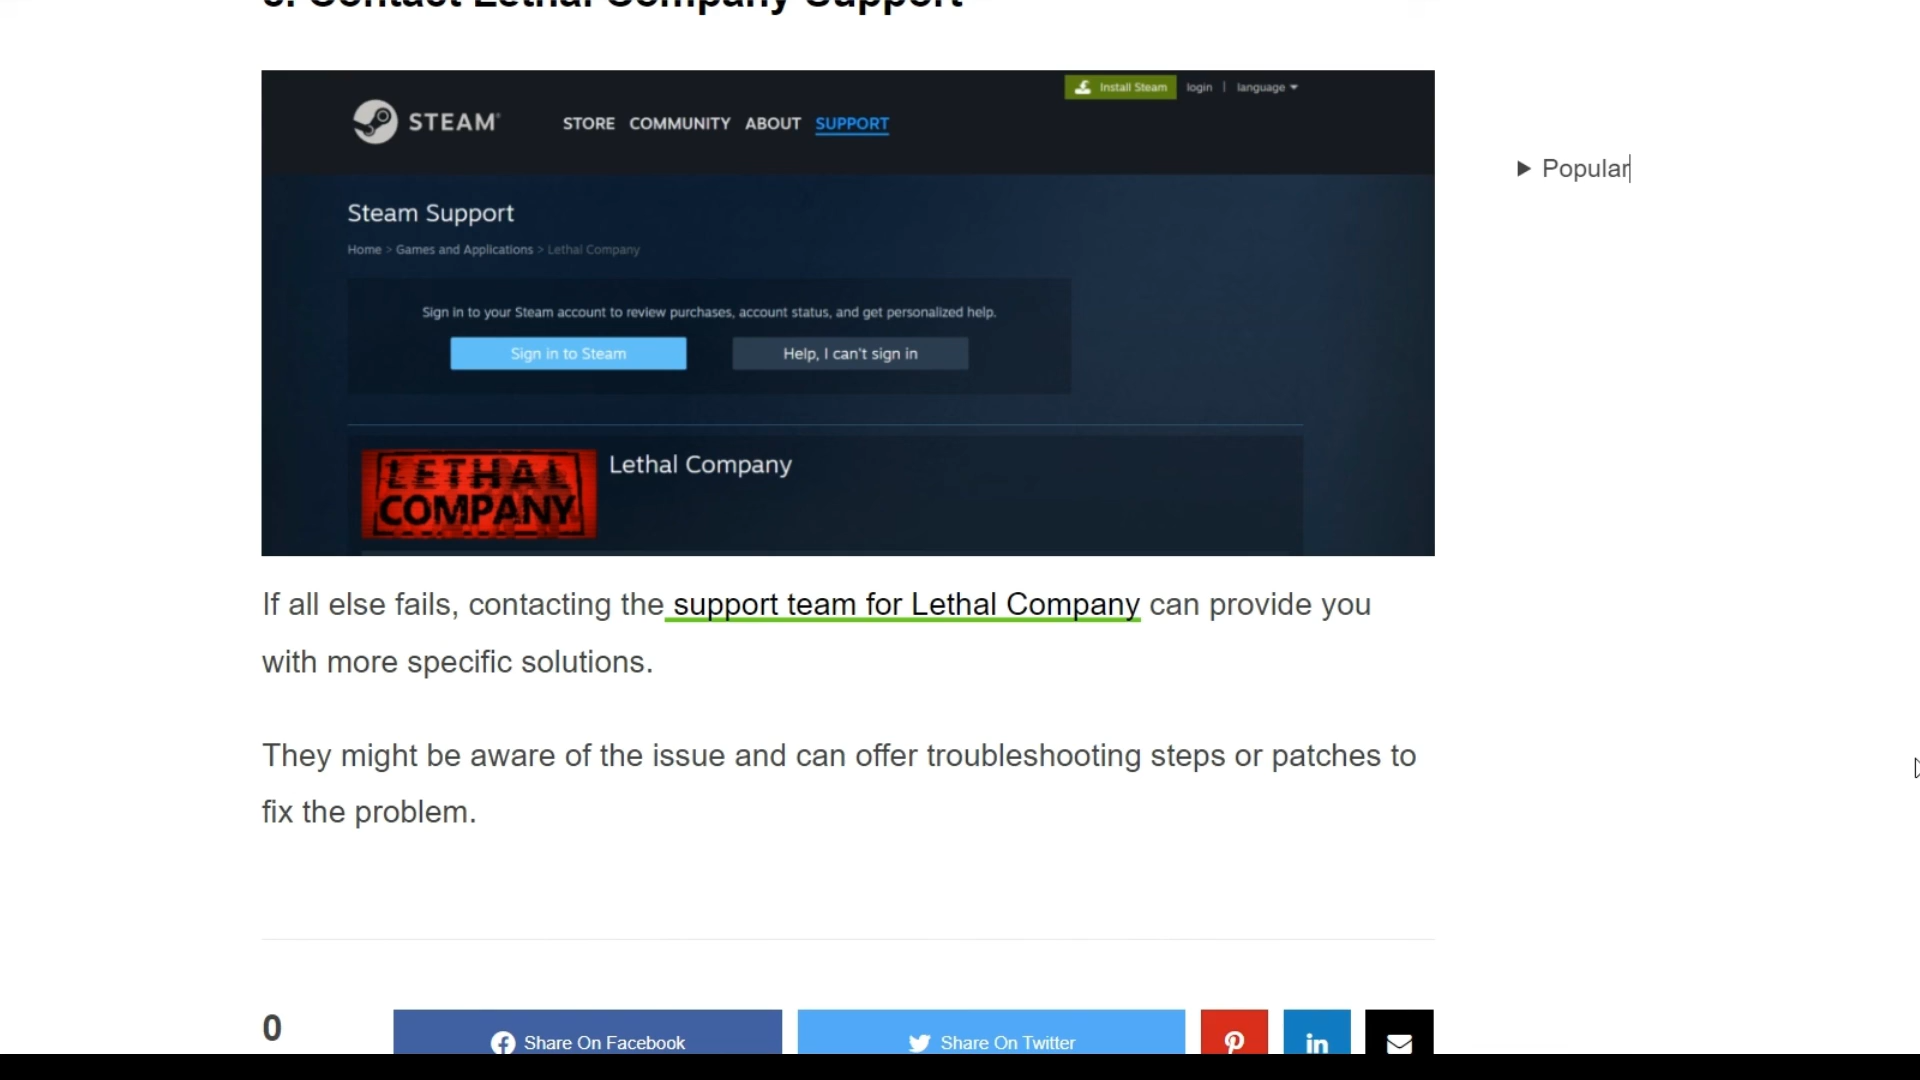 Contact Lethal Company Support
Install Steam login | language
STEAM STORE COMMUNITY ABOUT SUPPORT
Popular
Steam Support
Home > Games and Applications > Lethal Company
Sign in to your Steam account to review purchases, account status, and get personalized help.
Sign in to Steam Help, I can't sign in
LETHAL
COMPANY
Lethal Company
If all else fails, contacting the support team for Lethal Company can provide you
with more specific solutions.
They might be aware of the issue and can offer troubleshooting steps or patches to
fix the problem.
0 Share On Facebook Share On Twitter